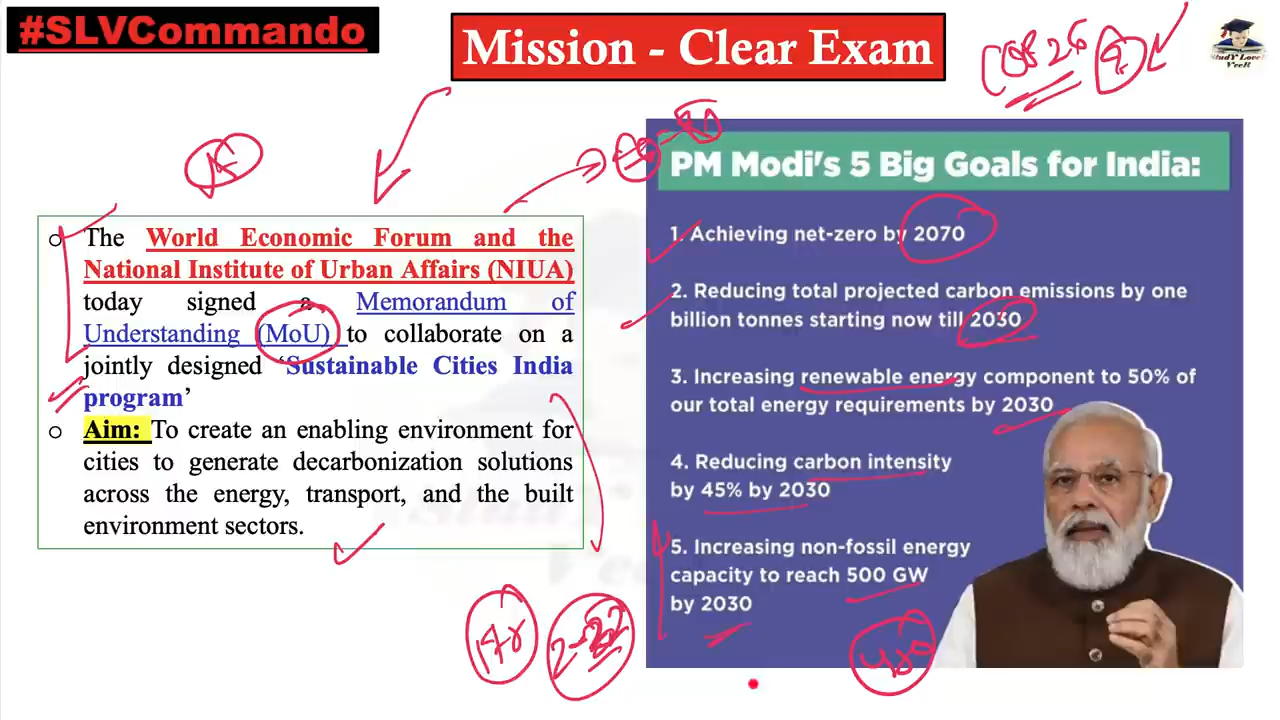 #SLVCommando
Mission - Clear Exam
COP 26
StudY LoveR
VeeR
The World Economic Forum and the
National Institute of Urban Affairs (NIUA)
today signed a Memorandum of
Understanding (MoU) to collaborate on a
jointly designed ‘Sustainable Cities India
program’
Aim: To create an enabling environment for
cities to generate decarbonization solutions
across the energy, transport, and the built
environment sectors.
PM Modi's 5 Big Goals for India:
1. Achieving net-zero by 2070
2. Reducing total projected carbon emissions by one
billion tonnes starting now till 2030
3. Increasing renewable energy component to 50% of
our total energy requirements by 2030
4. Reducing carbon intensity
by 45% by 2030
5. Increasing non-fossil energy
capacity to reach 500 GW
by 2030